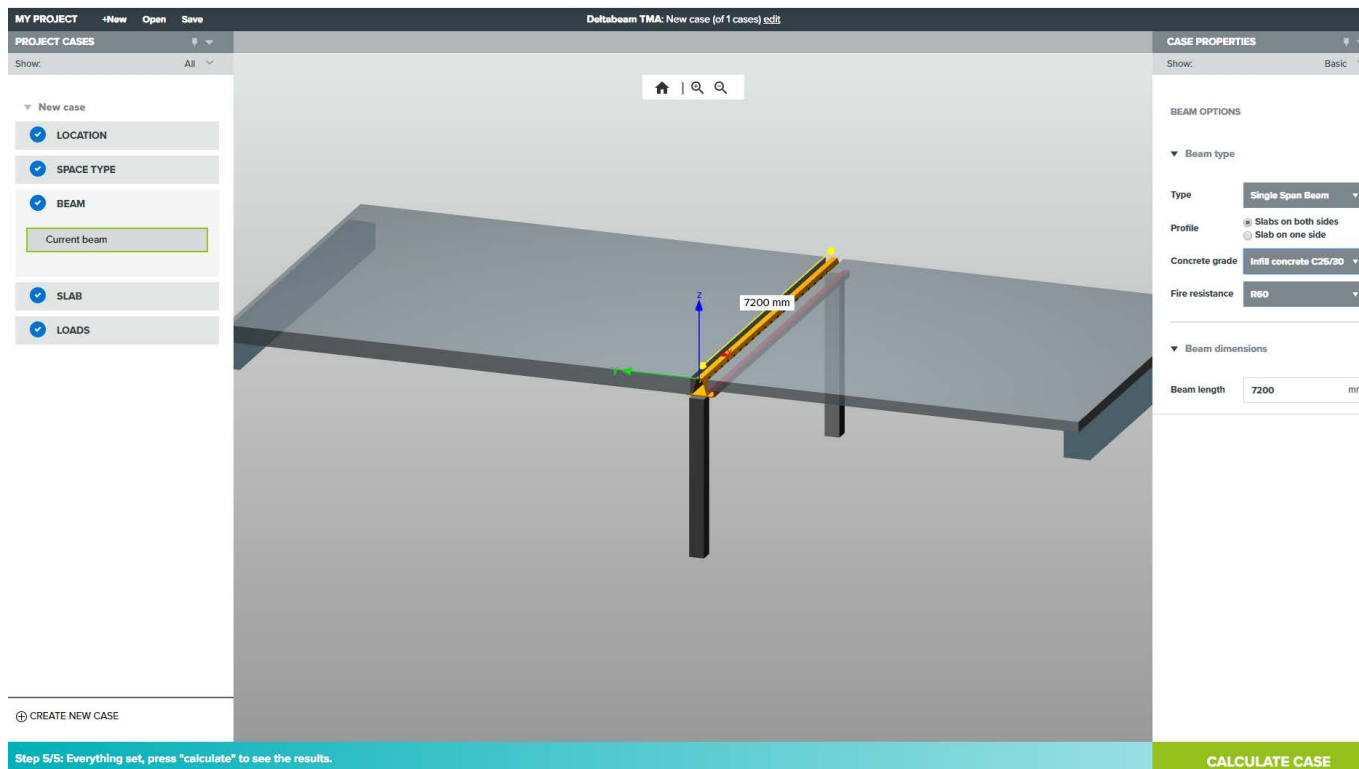 MY PROJECT +New Open Save Deltabeam TMA: New case (of 1 cases) edit
PROJECT CASES
Show: All
New case
LOCATION
SPACE TYPE
BEAM
Current beam
SLAB
LOADS
CREATE NEW CASE
7200 mm
z
Y
CASE PROPERTIES
Show: Basic
BEAM OPTIONS
Beam type
Type Single Span Beam
Profile Slabs on both sides
Slab on one side
Concrete grade Infill concrete C25/30
Fire resistance R60
Beam dimensions
Beam length 7200
Step 5/5: Everything set, press "calculate" to see the results.
CALCULATE CASE